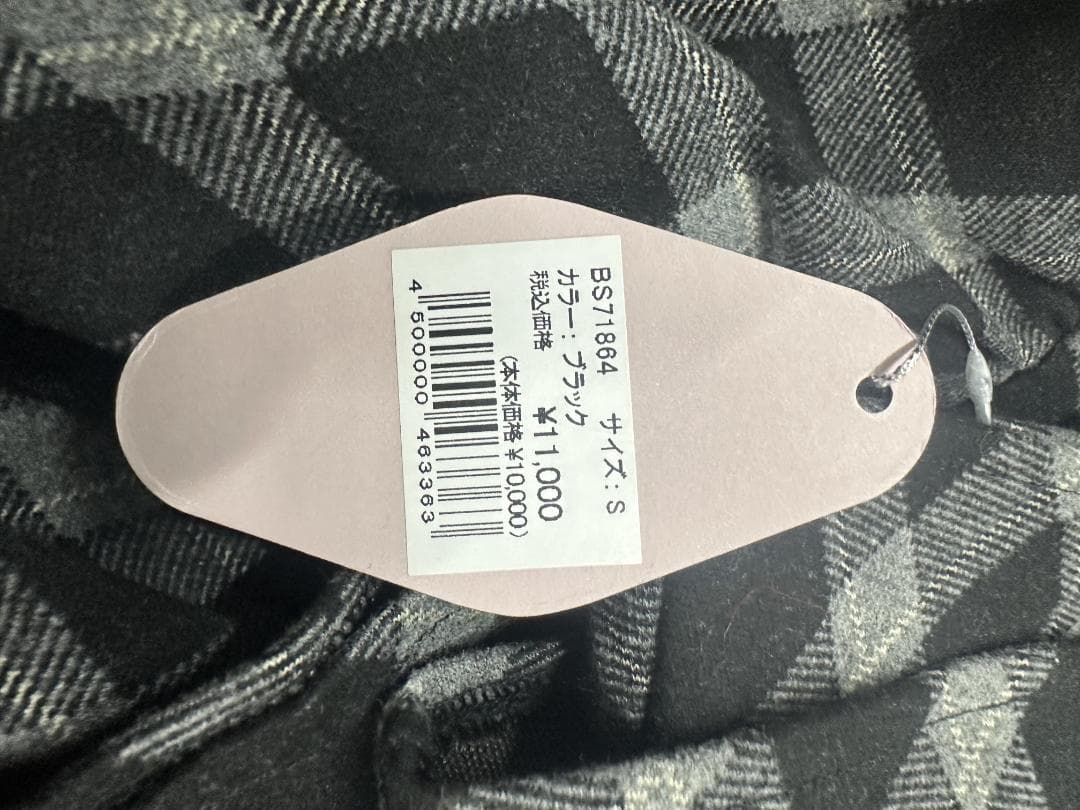 BS71864 サイズ: S
カラー: ブラック
税込価格 ¥11,000
(本体価格 ¥10,000)
4 500000 463363